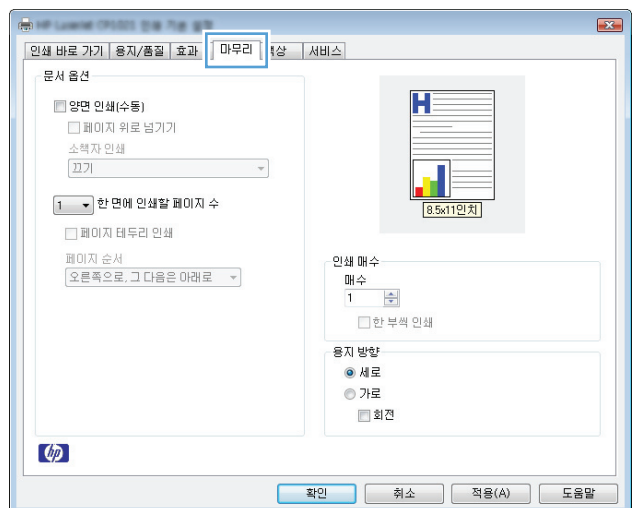 인쇄 바로 가기 용지/품질 효과 마무리 색상 서비스
문서 옵션
양면 인쇄(수동)
페이지 위로 넘기기
소책자 인쇄
끄기
1 한 면에 인쇄할 페이지 수
페이지 테두리 인쇄
페이지 순서
오른쪽으로, 그 다음은 아래로
H
8.5x11인치
인쇄 매수
매수
1
한 부씩 인쇄
용지 방향
세로
가로
회전
hp
확인 취소 적용(A) 도움말